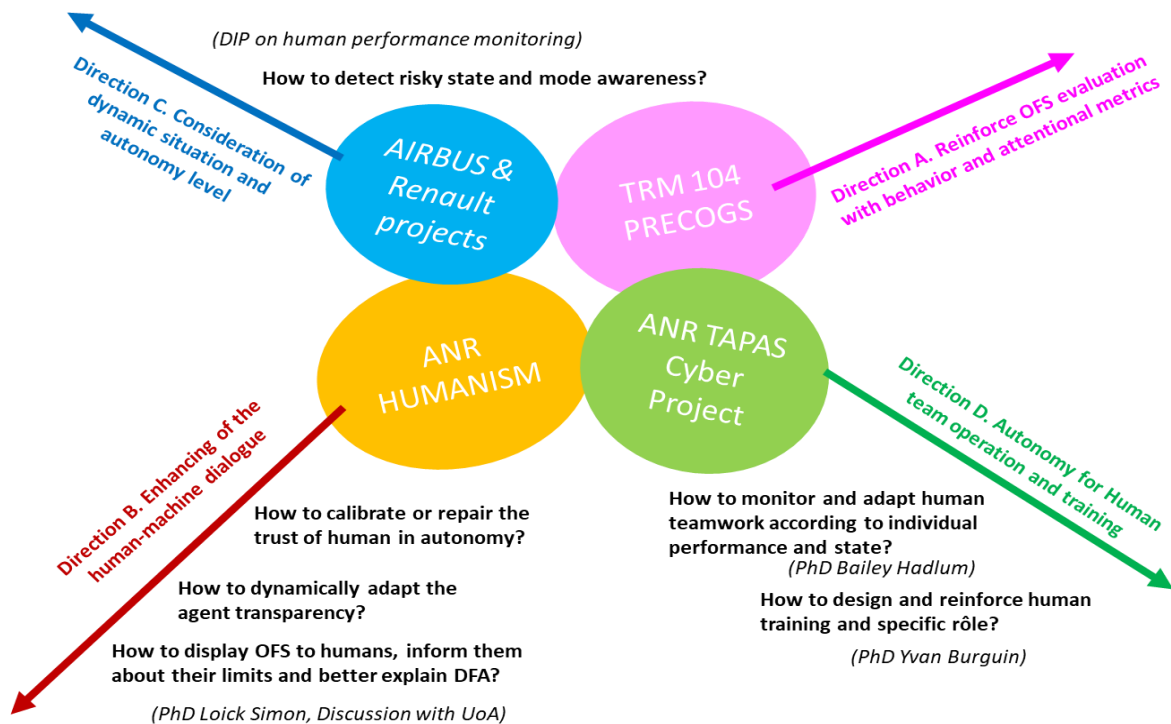 (DIP on human performance monitoring)
How to detect risky state and mode awareness?
Direction C. Consideration of
dynamic situation and
autonomy level
AIRBUS &
Renault
projects
TRM 104
PRECOGS
Direction A. Reinforce OFS evaluation
with behavior and attentional metrics
ANR
HUMANISM
ANR TAPAS
Cyber
Project
Direction B. Enhancing of the
human-machine dialogue
Direction D. Autonomy for Human
team operation and training
How to calibrate or repair the
trust of human in autonomy?
How to dynamically adapt the
agent transparency?
How to display OFS to humans, inform them
about their limits and better explain DFA?
(PhD Loick Simon, Discussion with UoA)
How to monitor and adapt human
teamwork according to individual
performance and state?
(PhD Bailey Hadlum)
How to design and reinforce human
training and specific rôle?
(PhD Yvan Burguin)